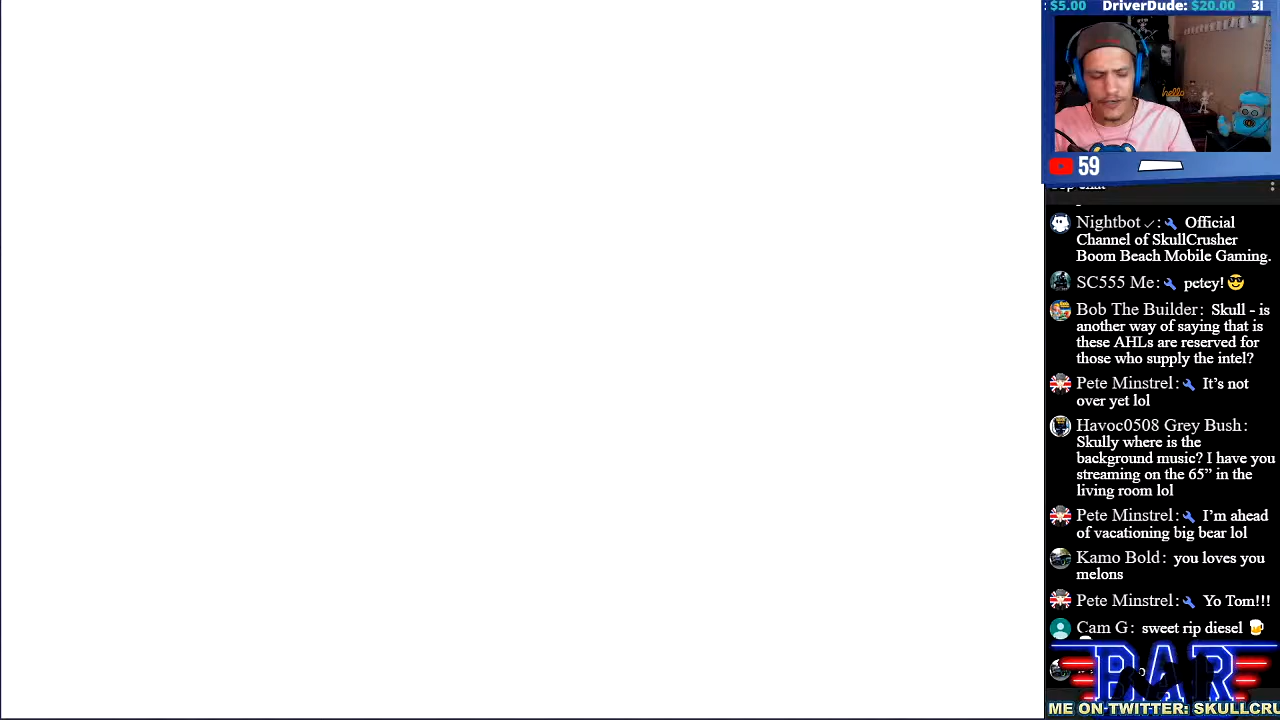 : $5.00 DriverDude: $20.00 3
hello
59
Nightbot: Official
Channel of SkullCrusher
Boom Beach Mobile Gaming.
SC555 Me: petey! 😎
Bob The Builder: Skull - is
another way of saying that is
these AHLs are reserved for
those who supply the intel?
Pete Minstrel: It’s not
over yet lol
Havoc0508 Grey Bush:
Skully where is the
background music? I have you
streaming on the 65” in the
living room lol
Pete Minstrel: I’m ahead
of vacationing big bear lol
Kamo Bold: you loves you
melons
Pete Minstrel: Yo Tom!!!
Cam G: sweet rip diesel 🍺
BAR
ME ON TWITTER: SKULLCRU